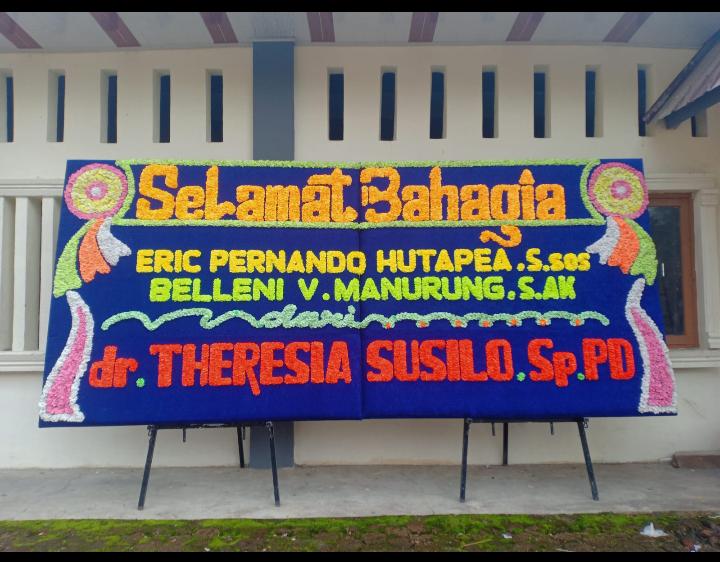 Selamat Bahagia
ERIC PERNANDO HUTAPEA.S.sos
&
BELLENI V. MANURUNG.S.AK
dari
dr. THERESIA SUSILO.Sp.PD